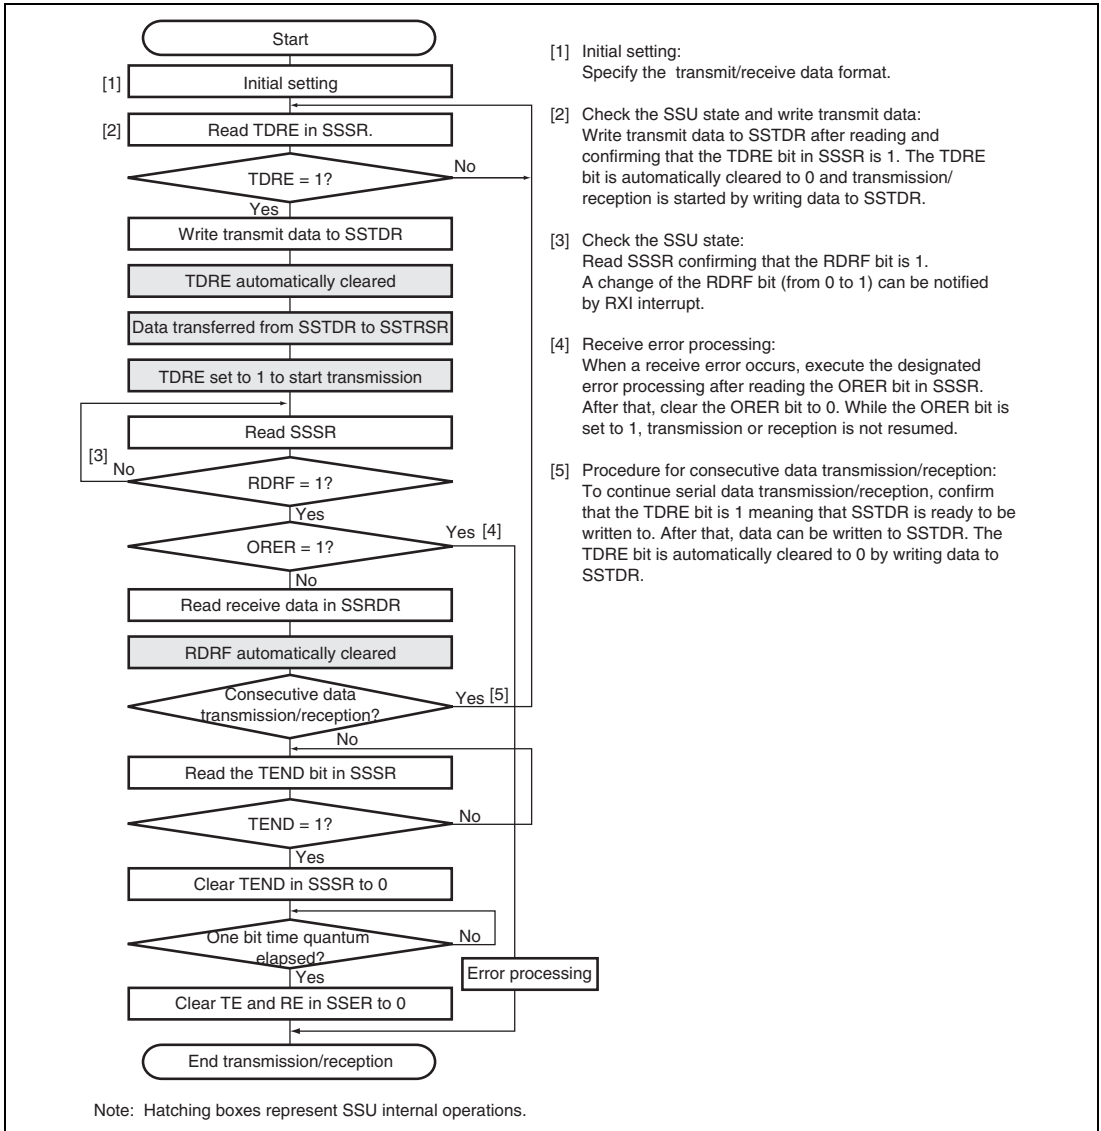 Start
[1] Initial setting
[2] Read TDRE in SSSR.
TDRE = 1?
No
Yes
Write transmit data to SSTDR
TDRE automatically cleared
Data transferred from SSTDR to SSTRSR
TDRE set to 1 to start transmission
Read SSSR
[3]
No
RDRF = 1?
Yes
ORER = 1?
Yes [4]
No
Read receive data in SSRDR
RDRF automatically cleared
Consecutive data
transmission/reception?
Yes [5]
No
Read the TEND bit in SSSR
TEND = 1?
No
Yes
Clear TEND in SSSR to 0
One bit time quantum
elapsed?
No
Yes
Error processing
Clear TE and RE in SSER to 0
End transmission/reception
[1] Initial setting:
Specify the transmit/receive data format.
[2] Check the SSU state and write transmit data:
Write transmit data to SSTDR after reading and
confirming that the TDRE bit in SSSR is 1. The TDRE
bit is automatically cleared to 0 and transmission/
reception is started by writing data to SSTDR.
[3] Check the SSU state:
Read SSSR confirming that the RDRF bit is 1.
A change of the RDRF bit (from 0 to 1) can be notified
by RXI interrupt.
[4] Receive error processing:
When a receive error occurs, execute the designated
error processing after reading the ORER bit in SSSR.
After that, clear the ORER bit to 0. While the ORER bit is
set to 1, transmission or reception is not resumed.
[5] Procedure for consecutive data transmission/reception:
To continue serial data transmission/reception, confirm
that the TDRE bit is 1 meaning that SSTDR is ready to be
written to. After that, data can be written to SSTDR. The
TDRE bit is automatically cleared to 0 by writing data to
SSTDR.
Note: Hatching boxes represent SSU internal operations.